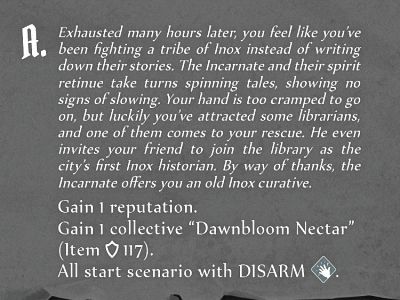 A. Exhausted many hours later, you feel like you've
been fighting a tribe of Inox instead of writing
down their stories. The Incarnate and their spirit
retinue take turns spinning tales, showing no
signs of slowing. Your hand is too cramped to go
on, but luckily you've attracted some librarians,
and one of them comes to your rescue. He even
invites your friend to join the library as the
city's first Inox historian. By way of thanks, the
Incarnate offers you an old Inox curative.
Gain 1 reputation.
Gain 1 collective “Dawnbloom Nectar”
(Item 117).
All start scenario with DISARM.